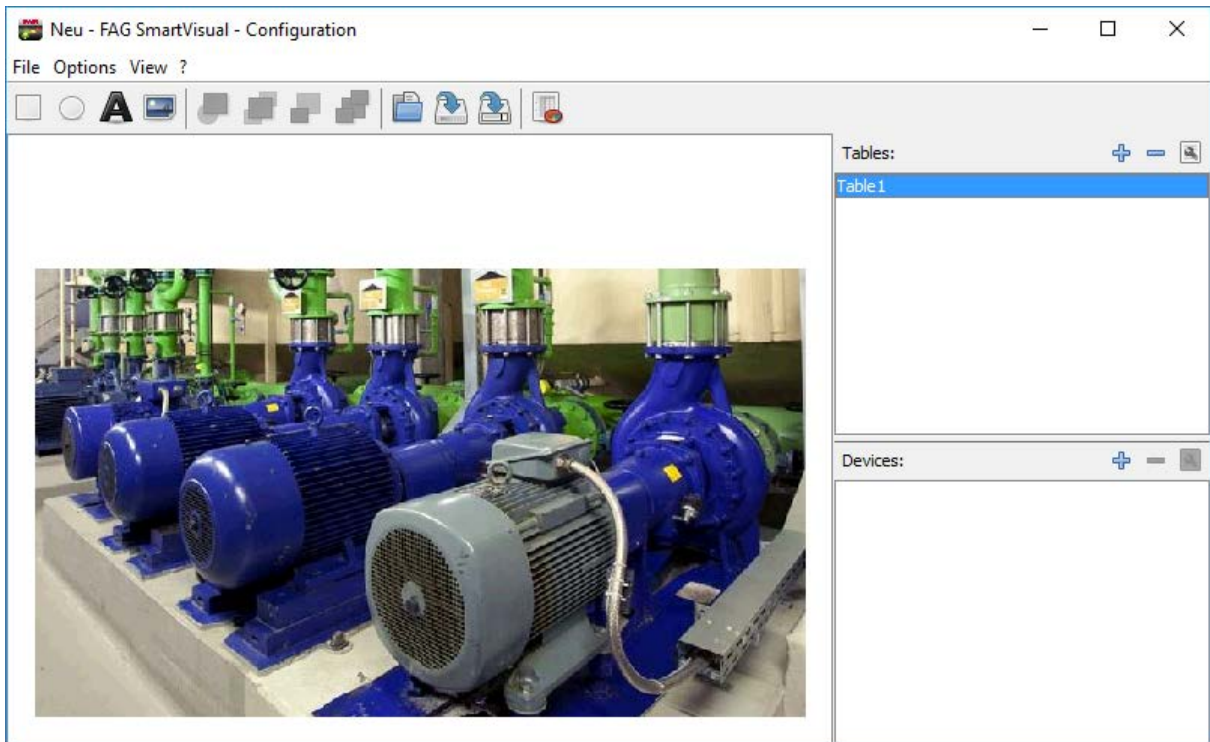 Neu - FAG SmartVisual - Configuration
File Options View ?
A
Tables:
Table1
Devices: